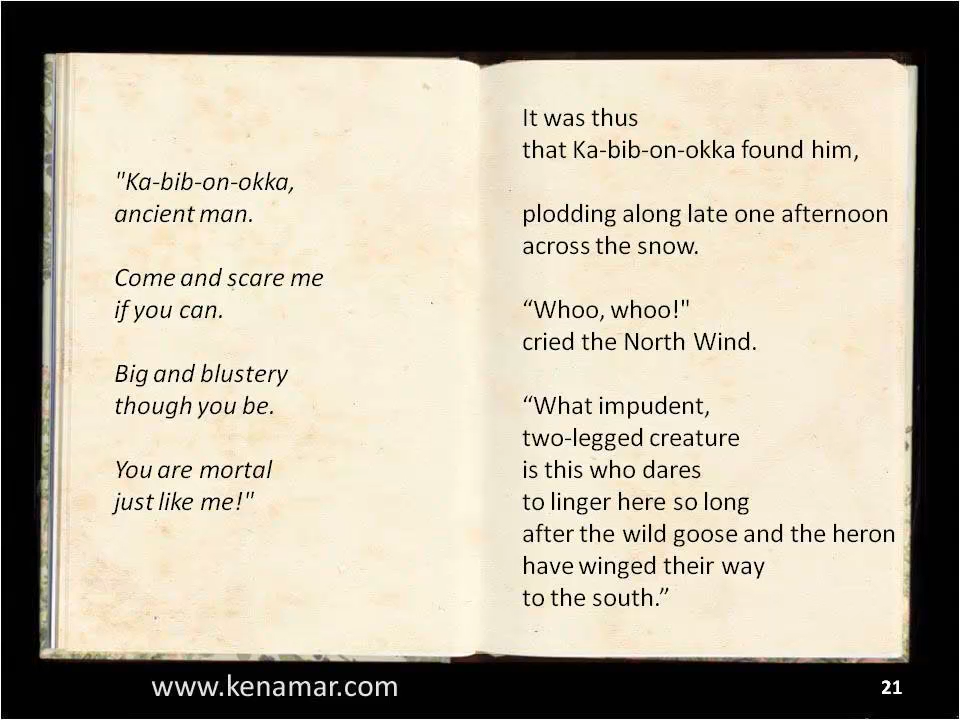 "Ka-bib-on-okka,
ancient man.
Come and scare me
if you can.
Big and blustery
though you be.
You are mortal
just like me!"
It was thus
that Ka-bib-on-okka found him,
plodding along late one afternoon
across the snow.
“Whoo, whoo!"
cried the North Wind.
“What impudent,
two-legged creature
is this who dares
to linger here so long
after the wild goose and the heron
have winged their way
to the south.”
www.kenamar.com
21